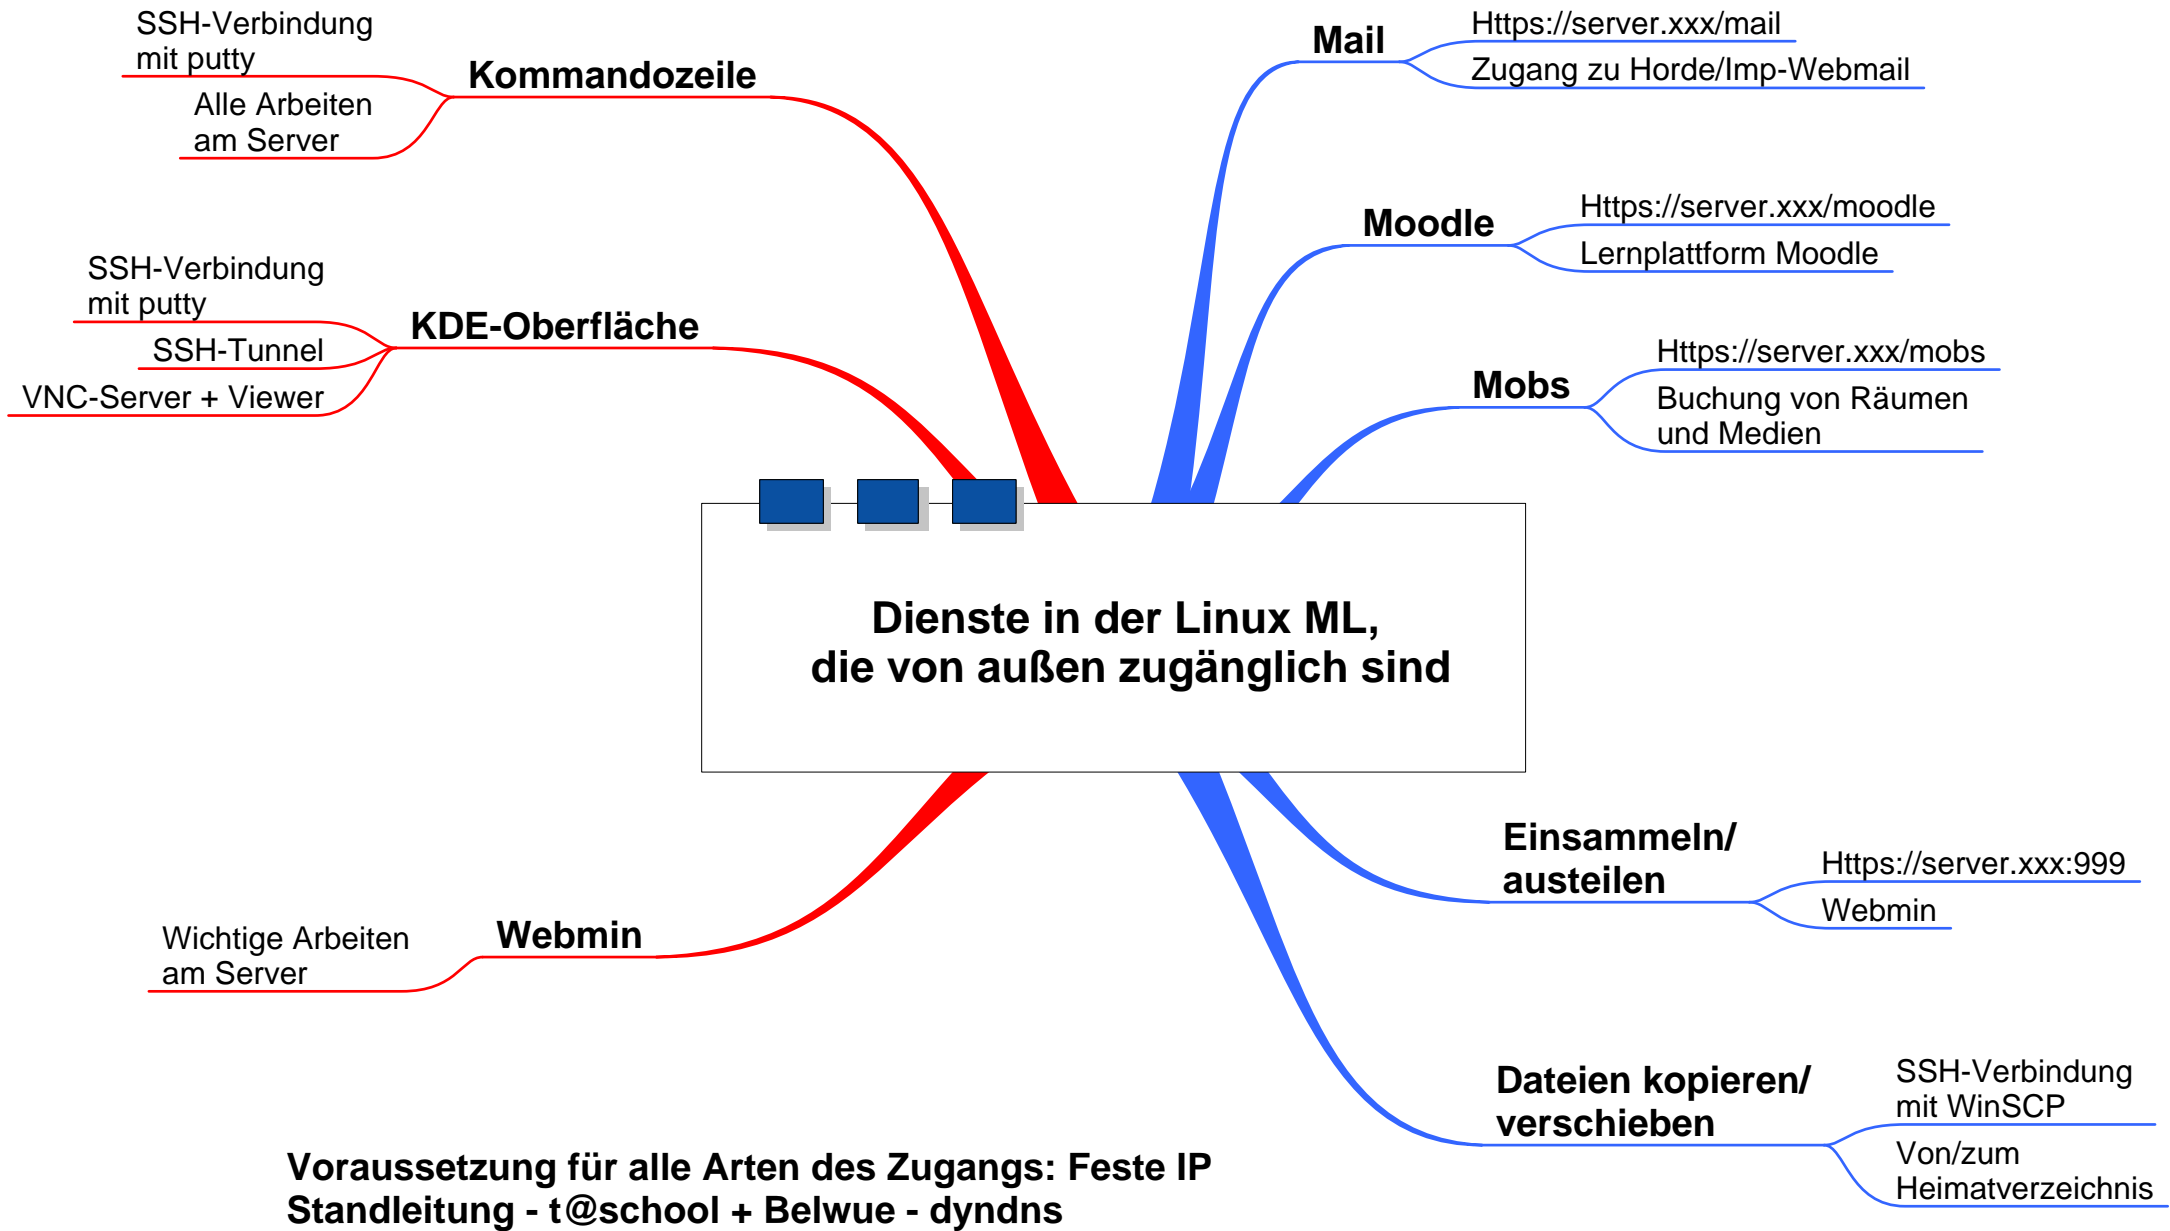 SSH-Verbindung
mit putty
Alle Arbeiten
am Server
Kommandozeile
SSH-Verbindung
mit putty
SSH-Tunnel
VNC-Server + Viewer
KDE-Oberfläche
Mail
Https://server.xxx/mail
Zugang zu Horde/Imp-Webmail
Moodle
Https://server.xxx/moodle
Lernplattform Moodle
Mobs
Https://server.xxx/mobs
Buchung von Räumen
und Medien
Dienste in der Linux ML,
die von außen zugänglich sind
Wichtige Arbeiten
am Server
Webmin
Einsammeln/
austeilen
Https://server.xxx:999
Webmin
Dateien kopieren/
verschieben
SSH-Verbindung
mit WinSCP
Von/zum
Heimatverzeichnis
Voraussetzung für alle Arten des Zugangs: Feste IP
Standleitung - t@school + Belwue - dyndns